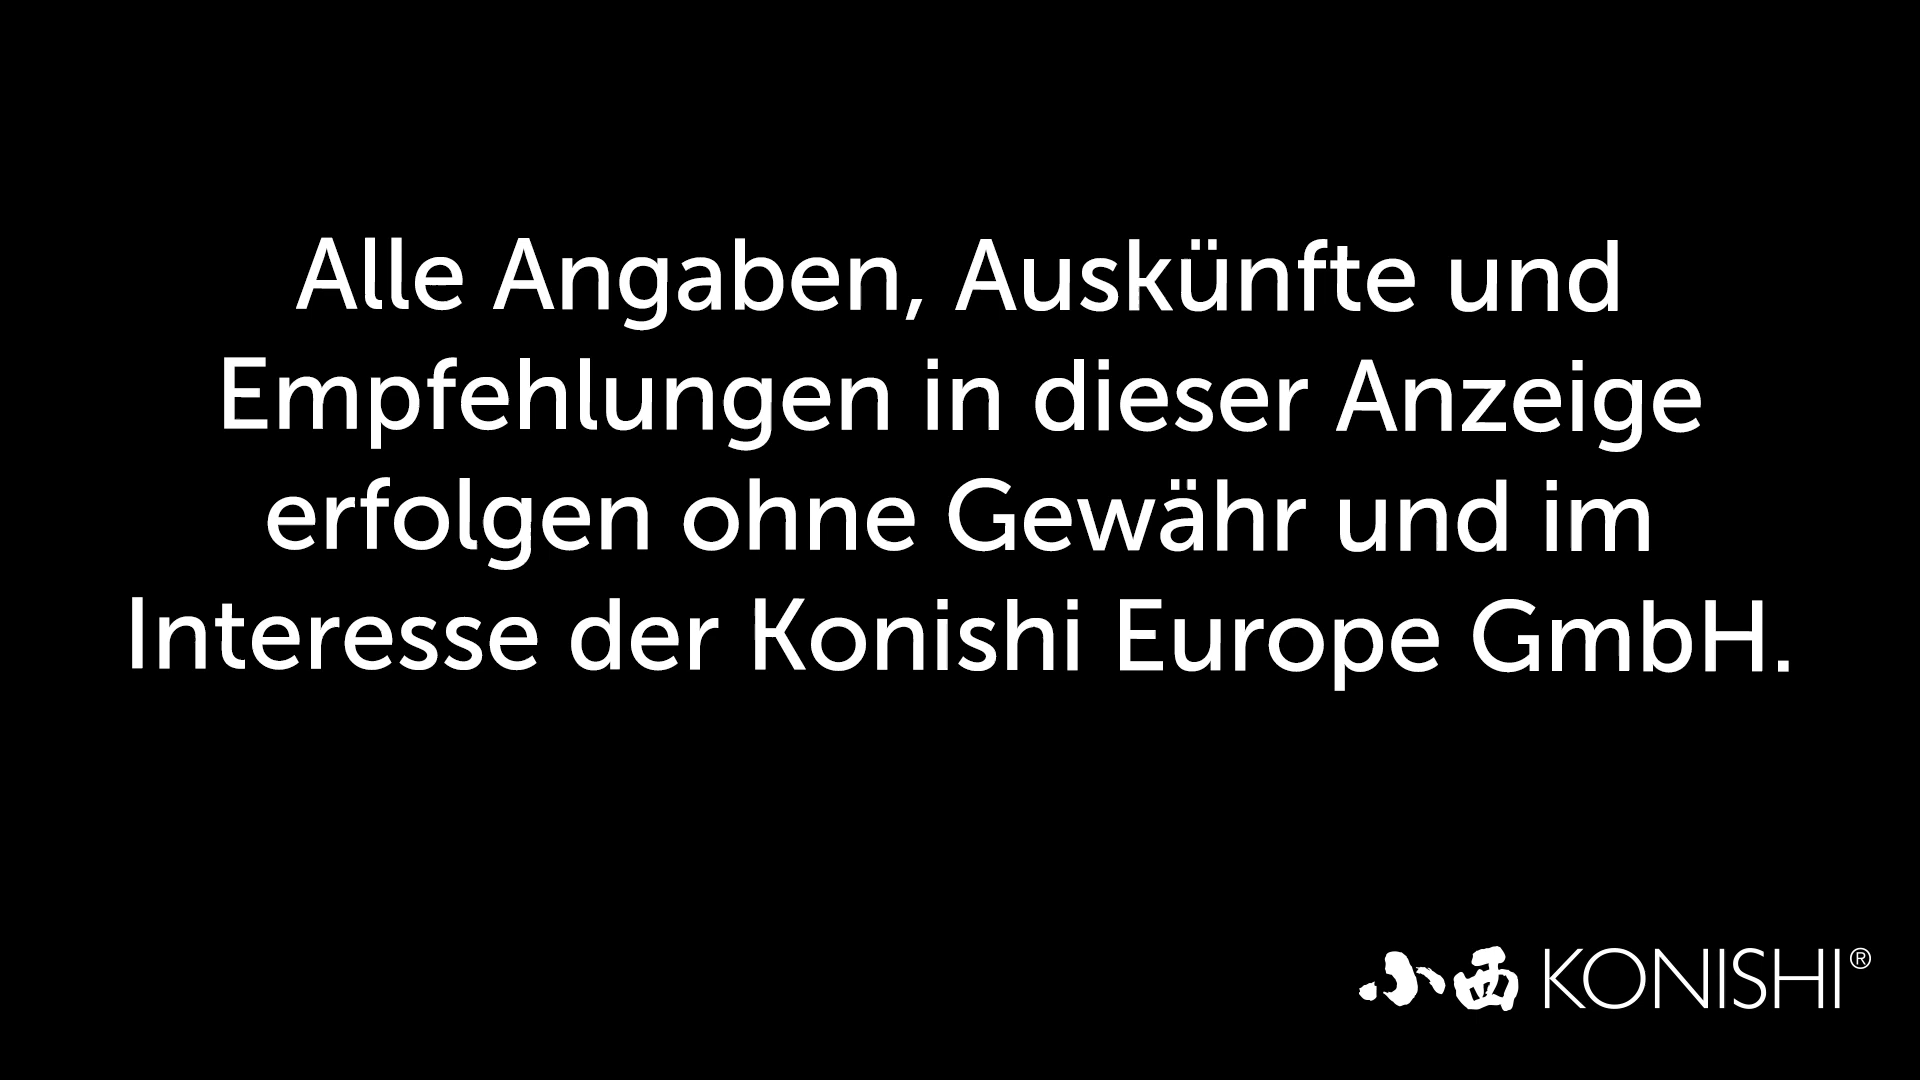 Alle Angaben, Auskünfte und
Empfehlungen in dieser Anzeige
erfolgen ohne Gewähr und im
Interesse der Konishi Europe GmbH.
小西 KONISHI®